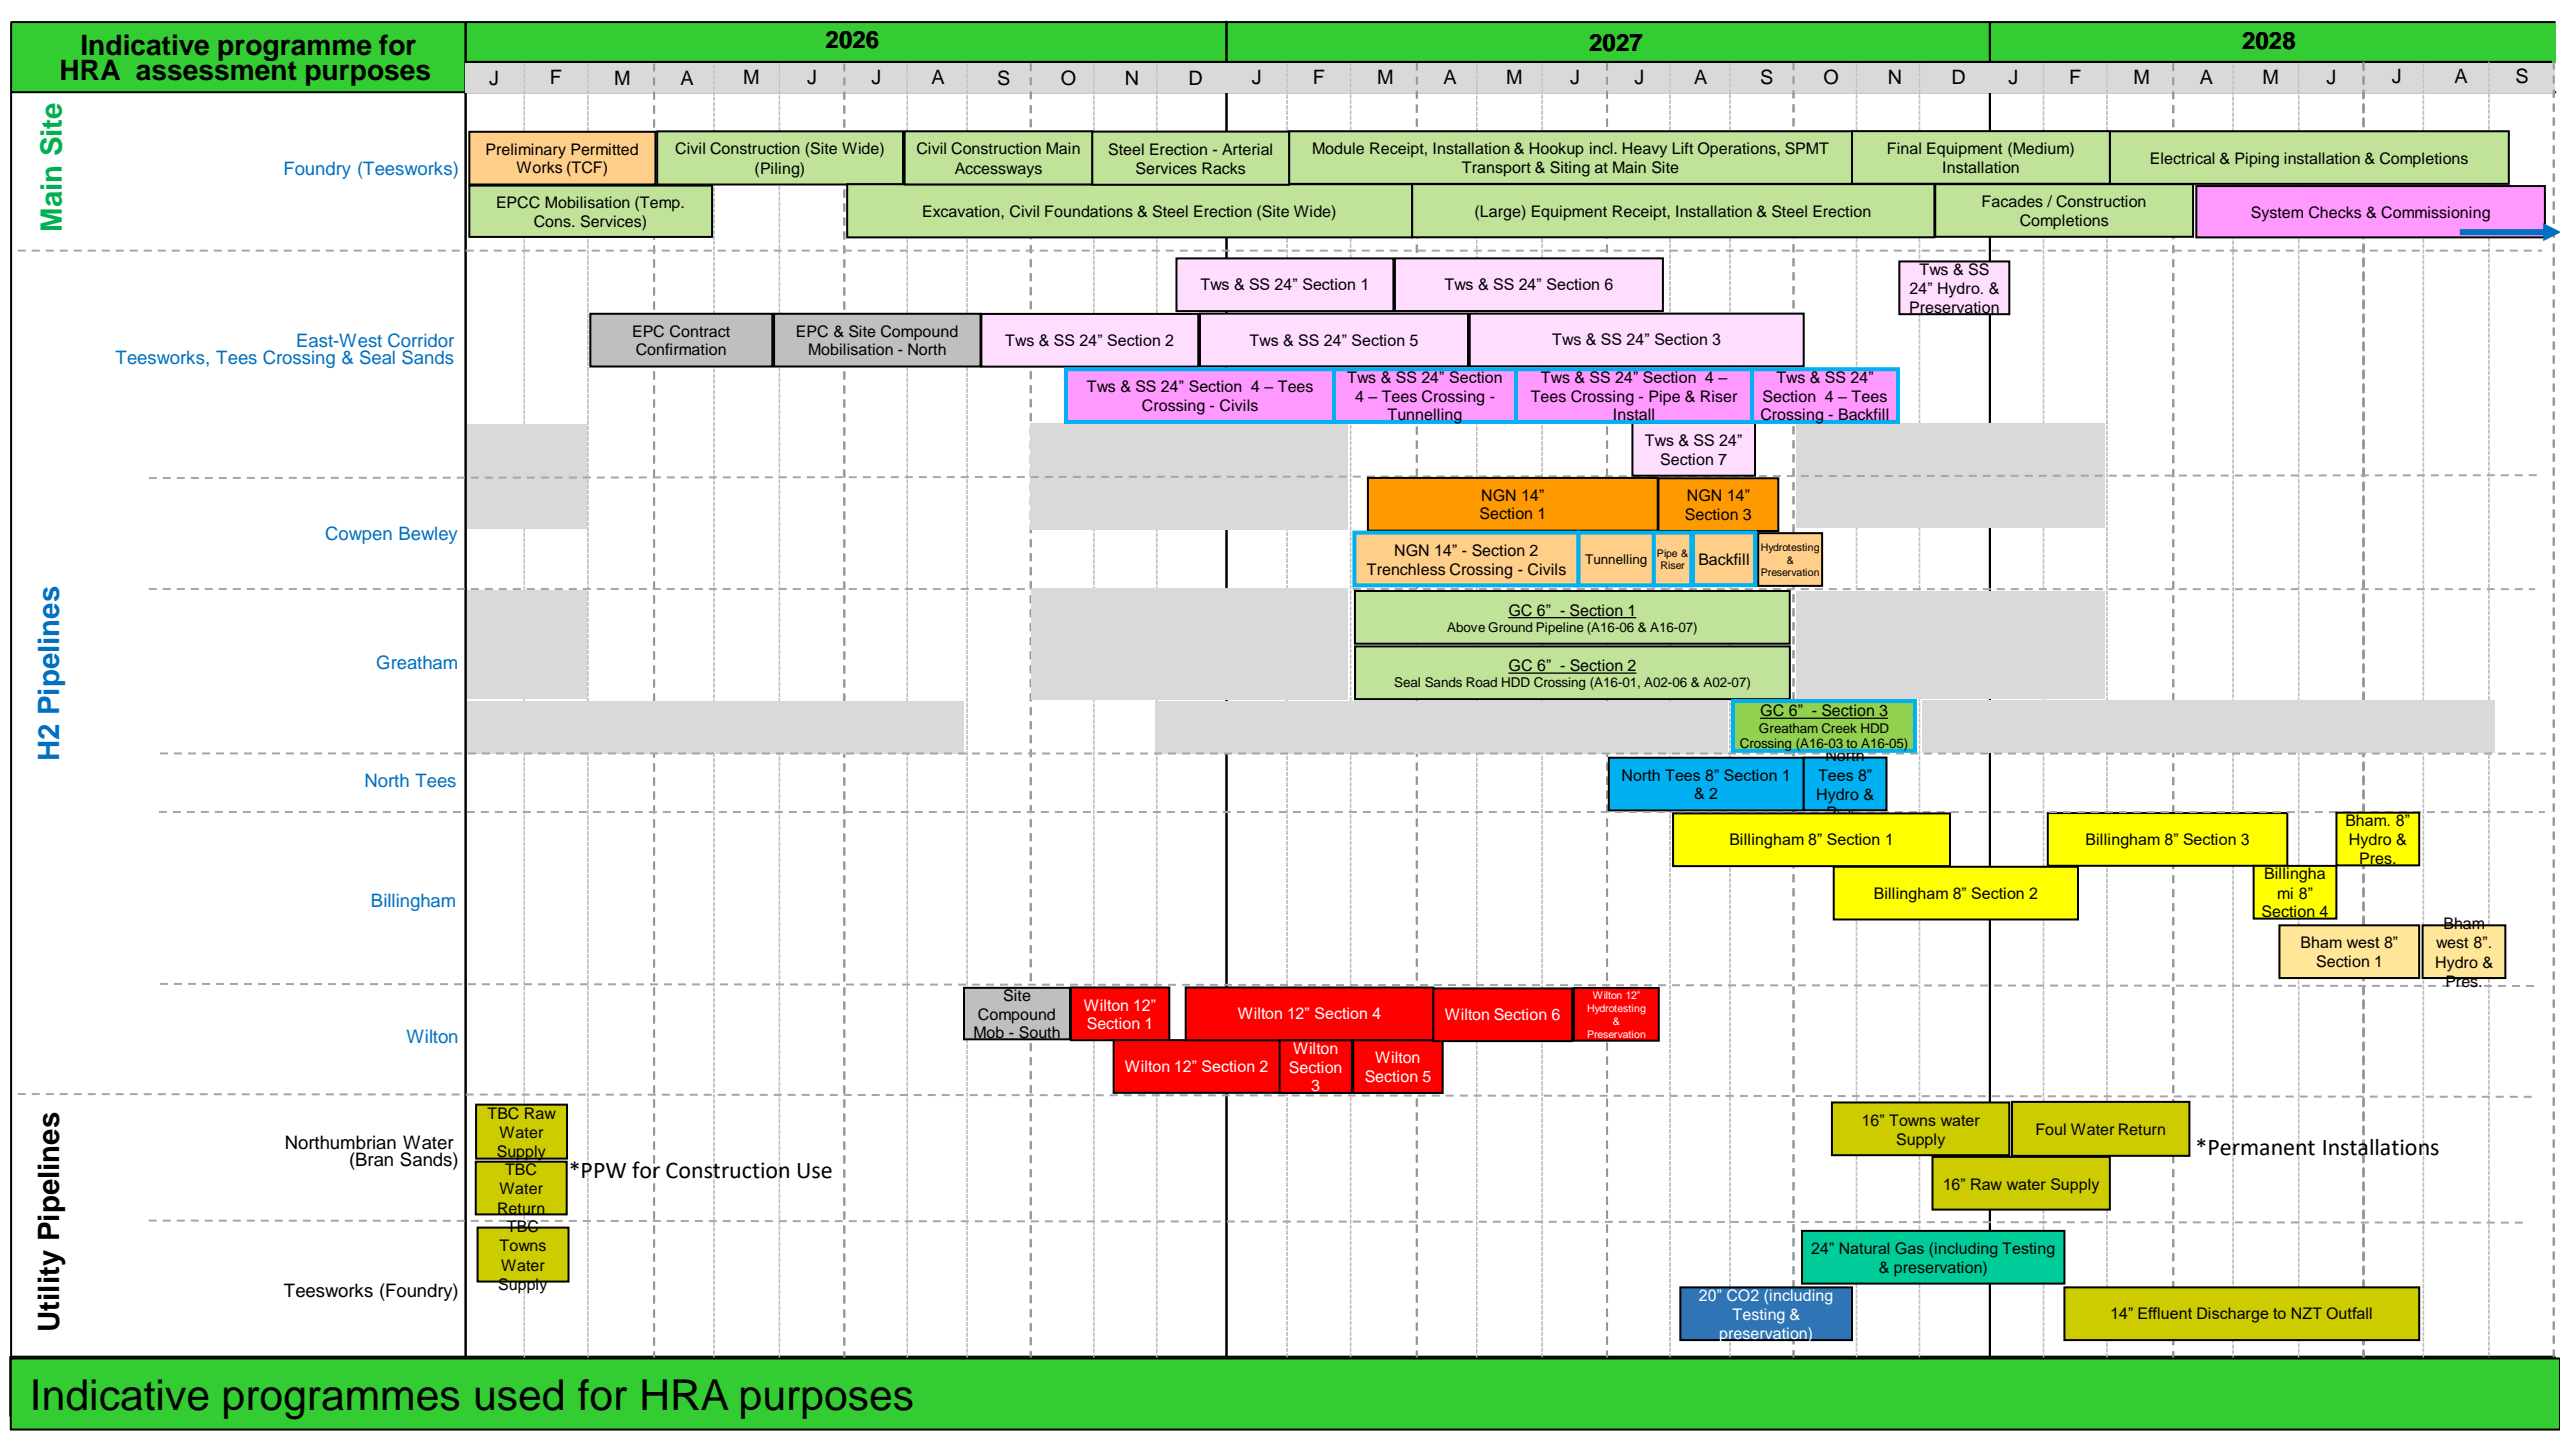 Indicative programme for
HRA assessment purposes
2026
2027
2028
J F M A M J J A S O N D J F M A M J J A S O N D J F M A M J J A S
Main Site
Foundry (Teesworks)
Preliminary Permitted
Works (TCF)
Civil Construction (Site Wide)
(Piling)
Civil Construction Main
Accessways
Steel Erection - Arterial
Services Racks
Module Receipt, Installation & Hookup incl. Heavy Lift Operations, SPMT
Transport & Siting at Main Site
Final Equipment (Medium)
Installation
Electrical & Piping installation & Completions
EPCC Mobilisation (Temp.
Cons. Services)
Excavation, Civil Foundations & Steel Erection (Site Wide)
(Large) Equipment Receipt, Installation & Steel Erection
Facades / Construction
Completions
System Checks & Commissioning
H2 Pipelines
East-West Corridor
Teesworks, Tees Crossing & Seal Sands
Tws & SS 24” Section 1
Tws & SS 24” Section 6
Tws & SS
24” Hydro. &
Preservation
EPC Contract
Confirmation
EPC & Site Compound
Mobilisation - North
Tws & SS 24” Section 2
Tws & SS 24” Section 5
Tws & SS 24” Section 3
Tws & SS 24” Section 4 – Tees
Crossing - Civils
Tws & SS 24” Section
4 – Tees Crossing -
Tunnelling
Tws & SS 24” Section 4 –
Tees Crossing - Pipe & Riser
Install
Tws & SS 24”
Section 4 – Tees
Crossing - Backfill
Tws & SS 24”
Section 7
Cowpen Bewley
NGN 14”
Section 1
NGN 14”
Section 3
NGN 14” - Section 2
Trenchless Crossing - Civils
Tunnelling
Pipe &
Riser
Backfill
Hydrotesting
&
Preservation
Greatham
GC 6” - Section 1
Above Ground Pipeline (A16-06 & A16-07)
GC 6” - Section 2
Seal Sands Road HDD Crossing (A16-01, A02-06 & A02-07)
GC 6” - Section 3
Greatham Creek HDD
Crossing (A16-03 to A16-05)
North Tees
North Tees 8” Section 1
& 2
North
Tees 8”
Hydro &
Billingham
Billingham 8” Section 1
Billingham 8” Section 3
Bham. 8”
Hydro &
Pres.
Billingham 8” Section 2
Billingha
mi 8”
Section 4
Bham west 8”
Section 1
Bham
west 8”.
Hydro &
Pres.
Wilton
Site
Compound
Mob - South
Wilton 12”
Section 1
Wilton 12” Section 4
Wilton Section 6
Wilton 12”
Hydrotesting
&
Preservation
Wilton 12” Section 2
Wilton
Section
3
Wilton
Section 5
Utility Pipelines
Northumbrian Water
(Bran Sands)
TBC Raw
Water
Supply
TBC
Water
Return
*PPW for Construction Use
16” Towns water
Supply
Foul Water Return
*Permanent Installations
16” Raw water Supply
Teesworks (Foundry)
TBC
Towns
Water
Supply
24” Natural Gas (including Testing
& preservation)
20” CO2 (including
Testing &
preservation)
14” Effluent Discharge to NZT Outfall
Indicative programmes used for HRA purposes